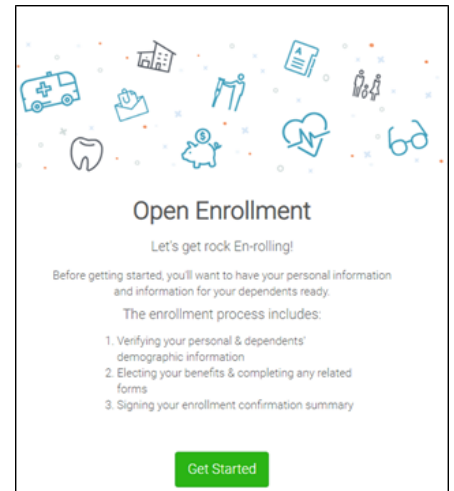 Open Enrollment
Let's get rock En-rolling!
Before getting started, you'll want to have your personal information
and information for your dependents ready.
The enrollment process includes:
1. Verifying your personal & dependents'
demographic information
2. Electing your benefits & completing any related
forms
3. Signing your enrollment confirmation summary
Get Started